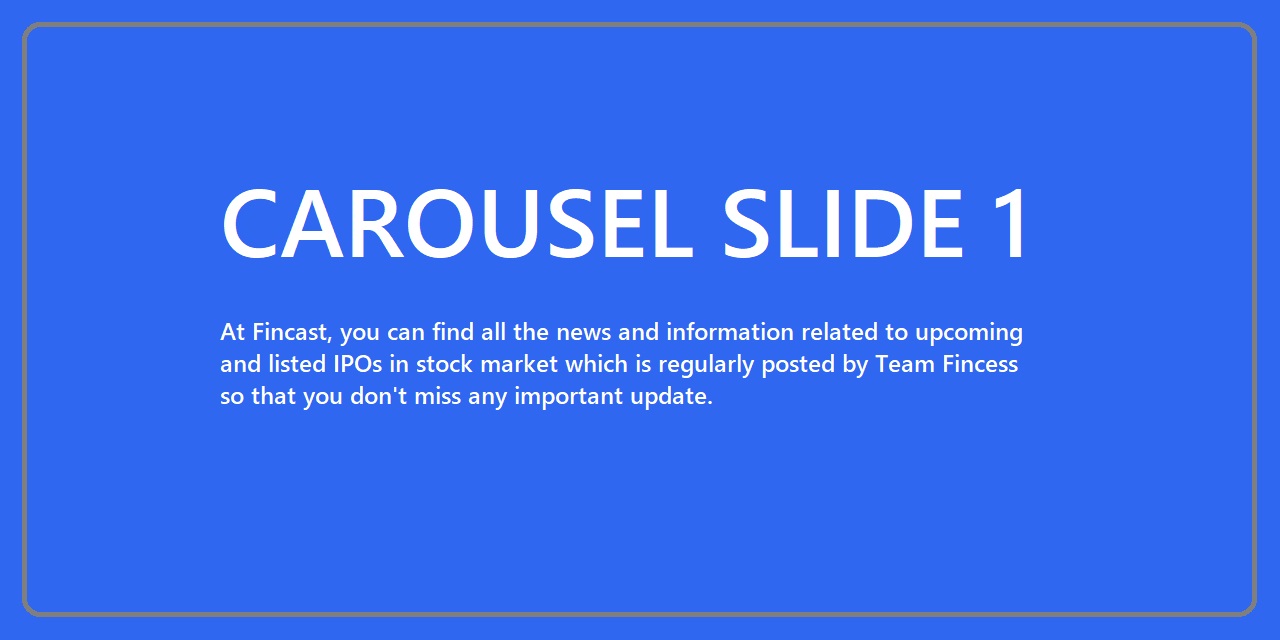 CAROUSEL SLIDE 1
At Fincast, you can find all the news and information related to upcoming
and listed IPOs in stock market which is regularly posted by Team Fincess
so that you don't miss any important update.